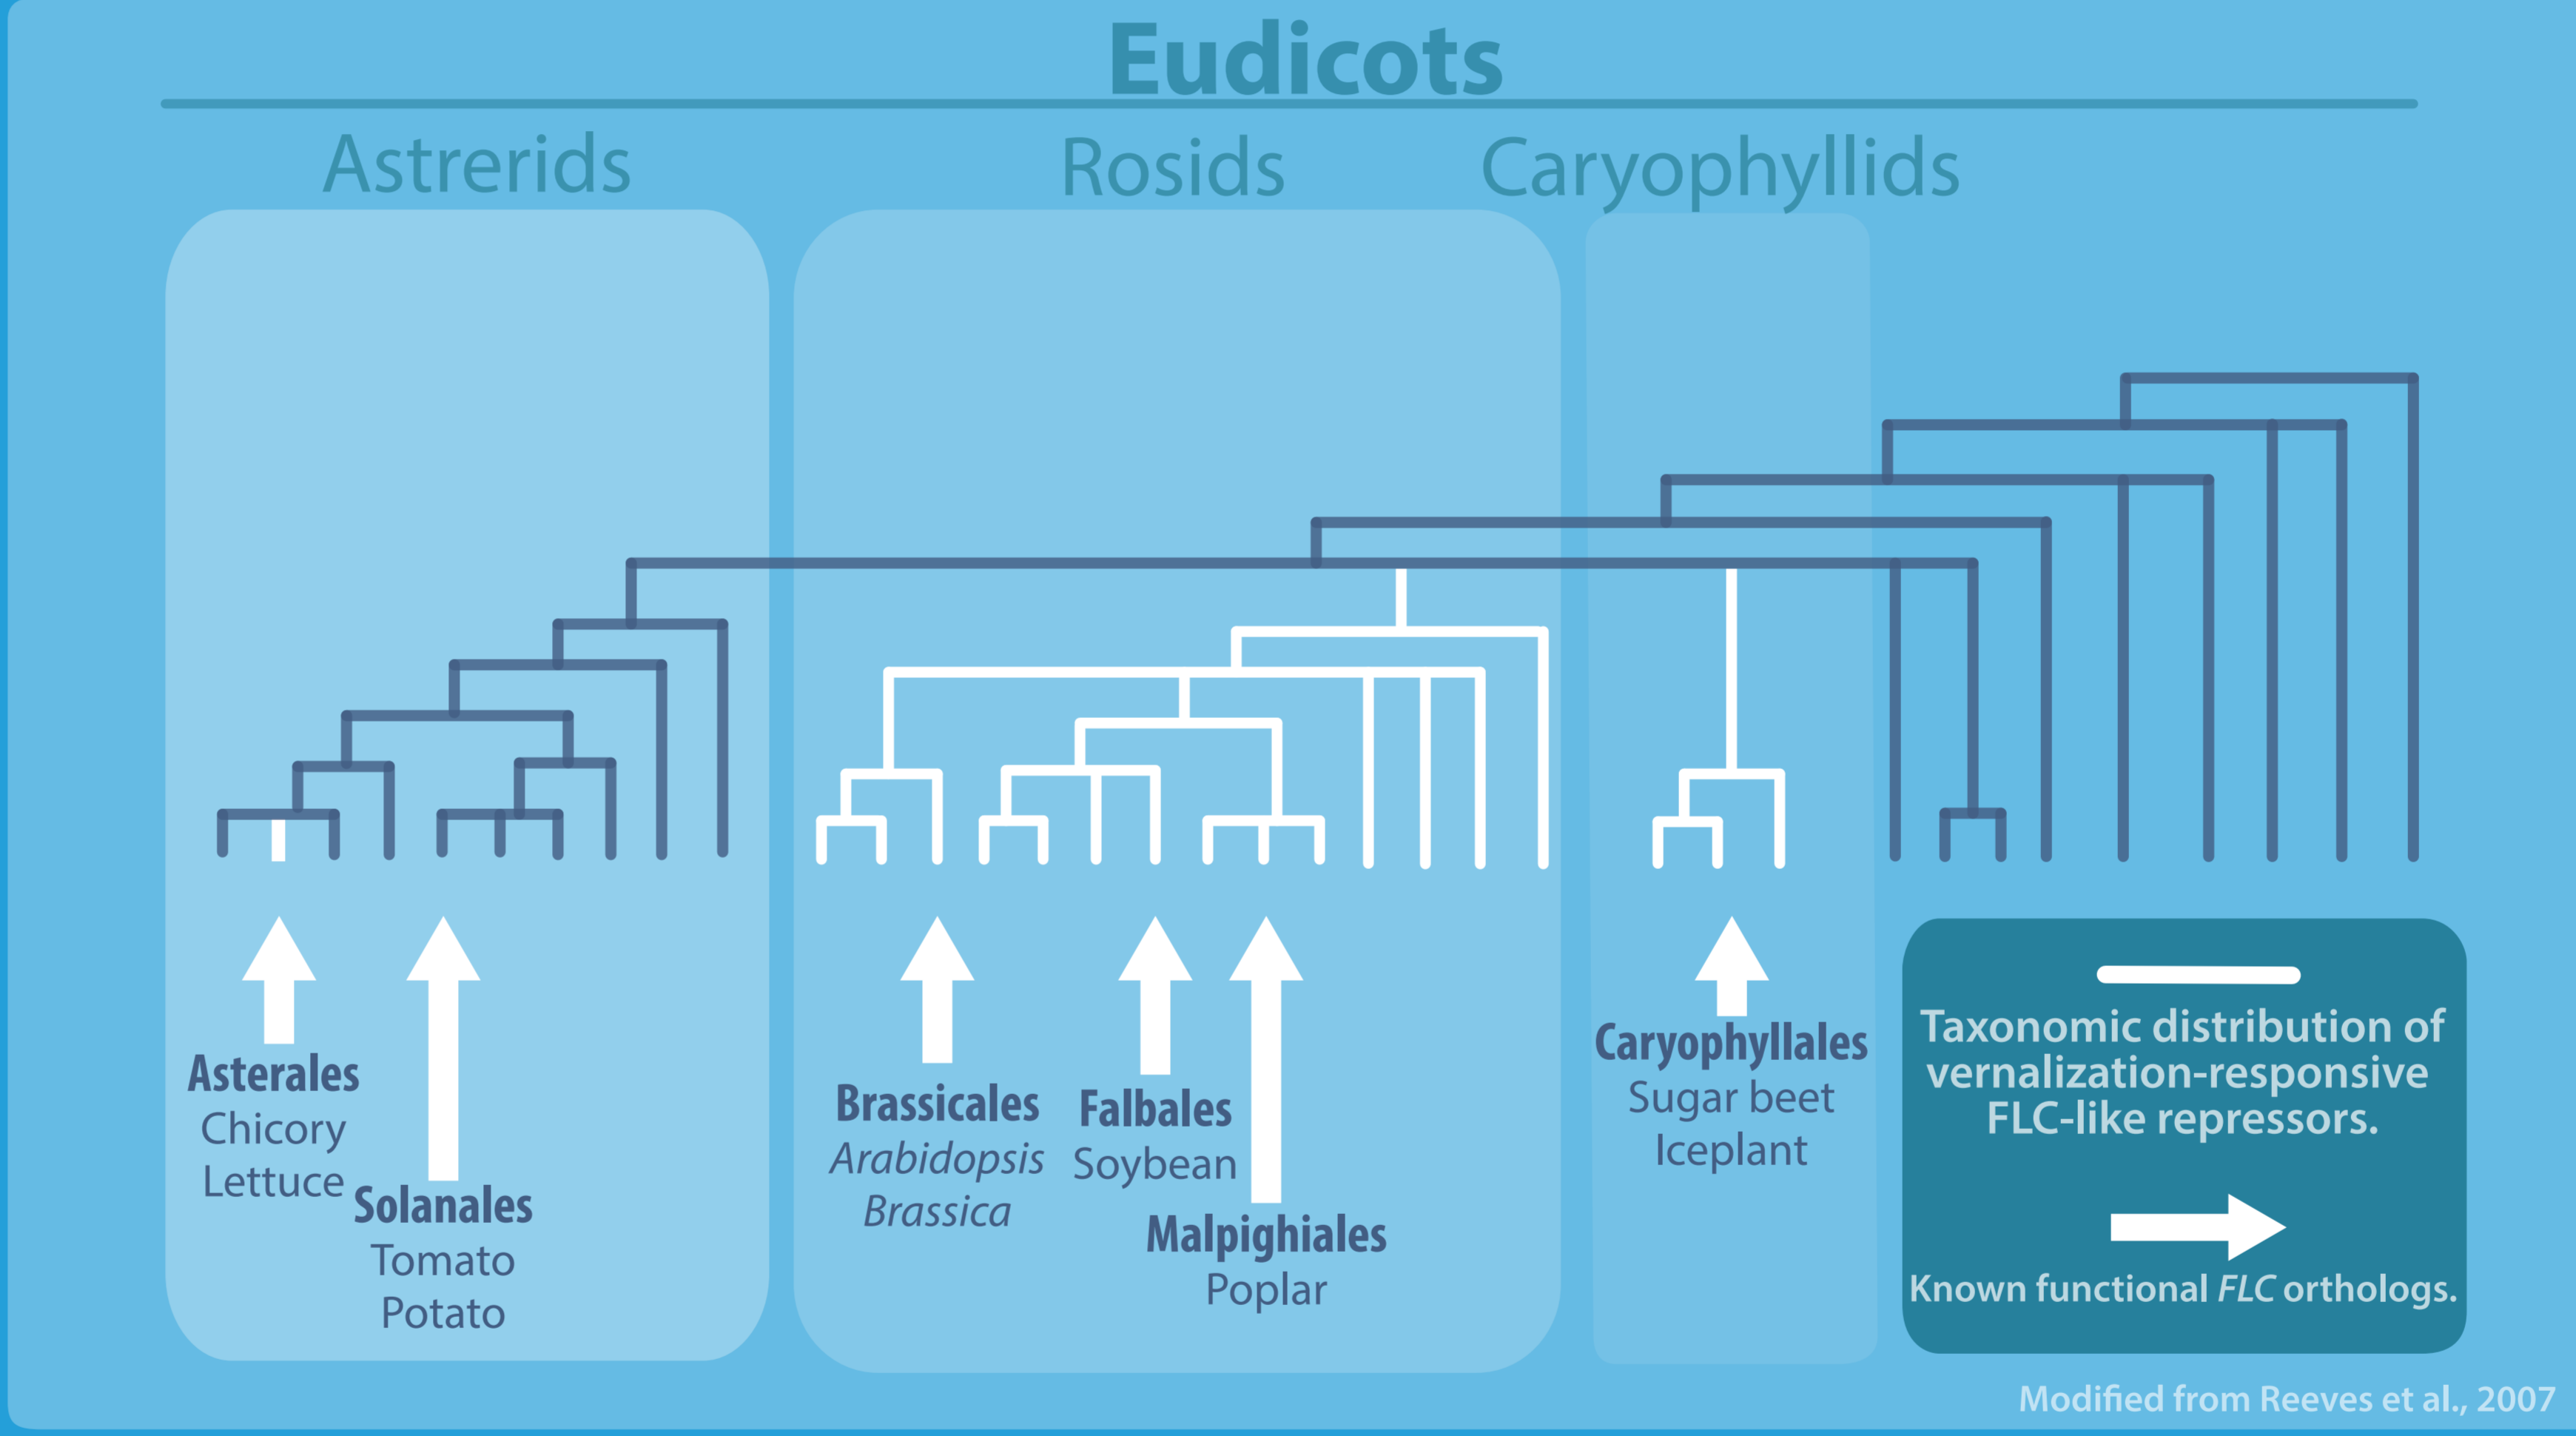 Eudicots
Astrerids
Rosids
Caryophyllids
Asterales
Chicory
Lettuce
Solanales
Tomato
Potato
Brassicales
Arabidopsis
Brassica
Falbales
Soybean
Malpighiales
Poplar
Caryophyllales
Sugar beet
Iceplant
Taxonomic distribution of
vernalization-responsive
FLC-like repressors.
Known functional FLC orthologs.
Modified from Reeves et al., 2007